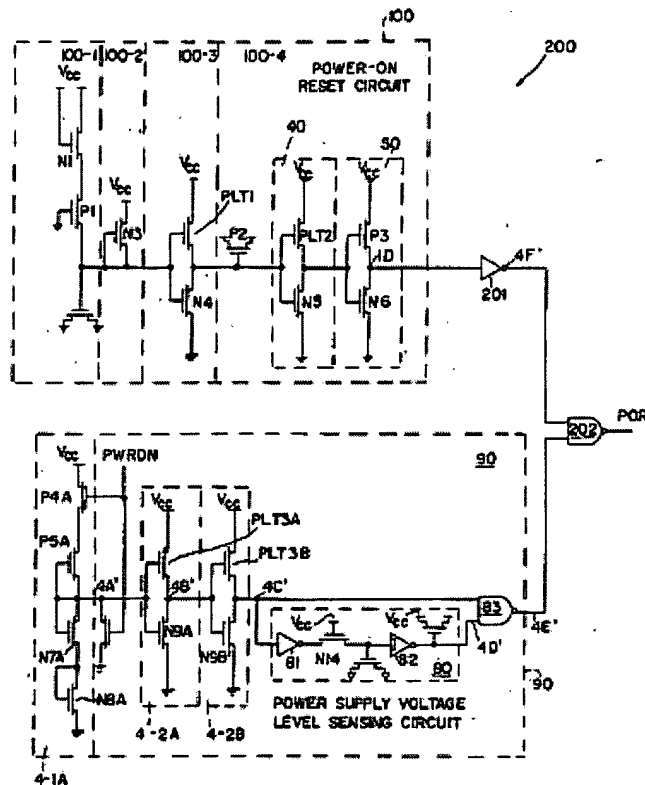 100
100-1
100-2
100-3
100-4
200
Vcc
POWER-ON
RESET CIRCUIT
N1
40
50
Vcc
Vcc
Vcc
PLT1
Vcc
P1
N3
P2
PLT2
P3
1D
4F'
N4
N5
N6
201
202
POR
Vcc
PWRDN
90
P4A
Vcc
Vcc
PLT3A
P5A
PLT3B
4A'
4B'
4C'
83
Vcc
Vcc
4E'
N7A
N9A
N9B
81
N14
82
80
4D'
N8A
POWER SUPPLY VOLTAGE
LEVEL SENSING CIRCUIT
90
4-1A
4-2A
4-2B